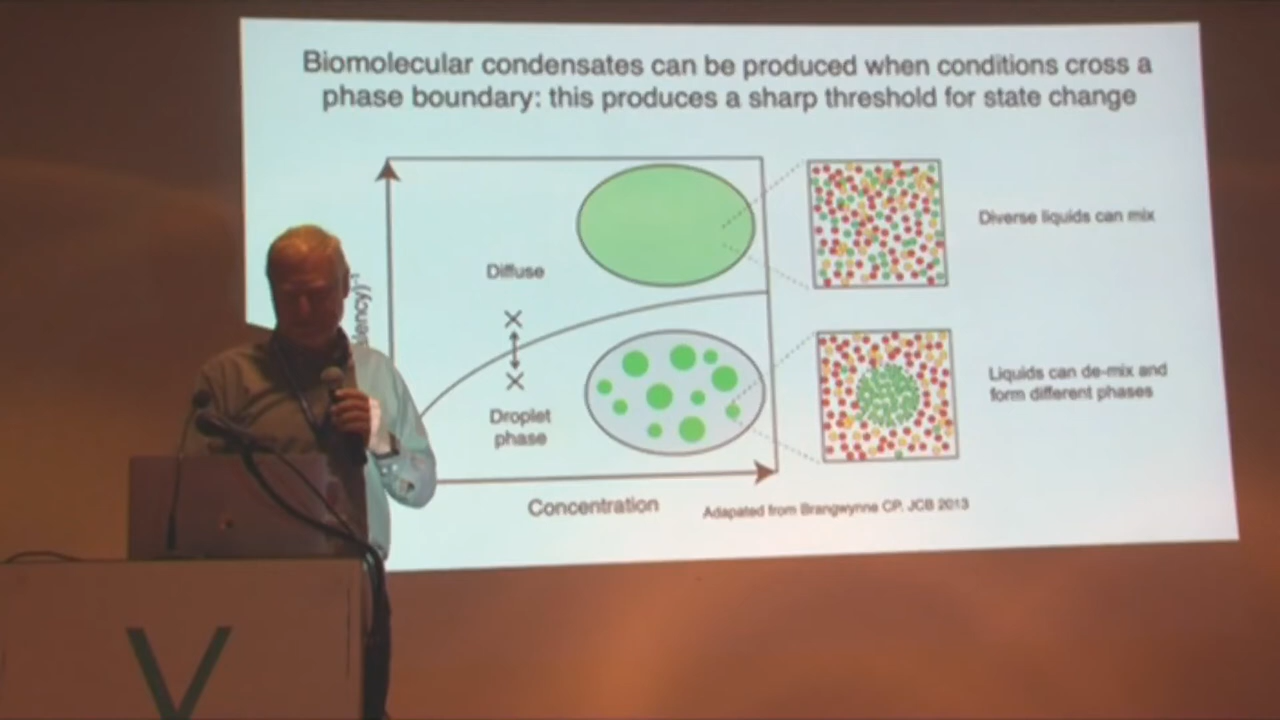 Biomolecular condensates can be produced when conditions cross a
phase boundary: this produces a sharp threshold for state change
Diffuse
Diverse liquids can mix
Droplet
phase
Liquids can de-mix and
form different phases
Concentration
Adapated from Brangwynne CP. JCB 2013
V